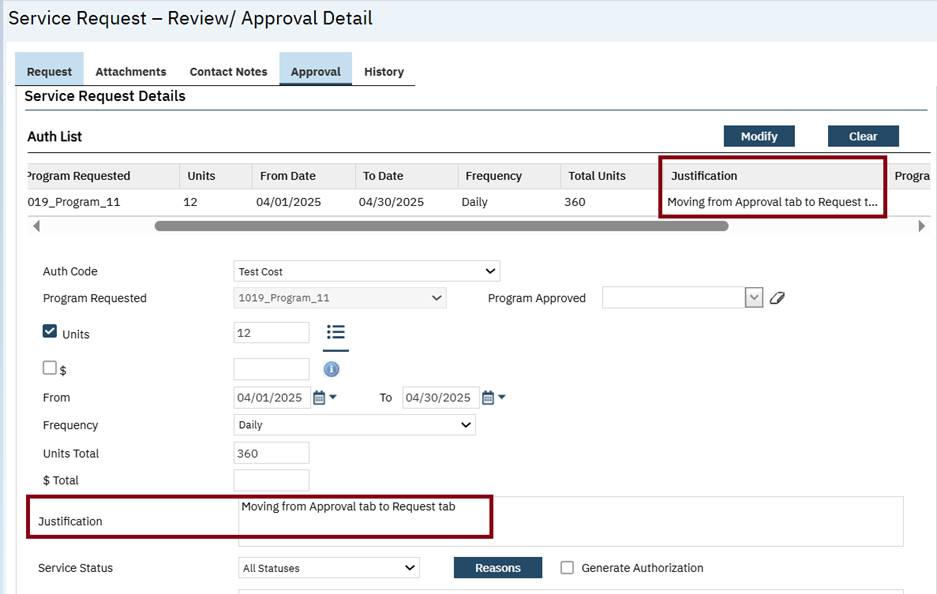 Service Request – Review/ Approval Detail
Request Attachments Contact Notes Approval History
Service Request Details
Auth List Modify Clear
Program Requested Units From Date To Date Frequency Total Units Justification Progra
019_Program_11 12 04/01/2025 04/30/2025 Daily 360 Moving from Approval tab to Request t...
Auth Code Test Cost
Program Requested 1019_Program_11 Program Approved
Units 12
$
From 04/01/2025 To 04/30/2025
Frequency Daily
Units Total 360
$ Total
Moving from Approval tab to Request tab
Justification
Service Status All Statuses Reasons Generate Authorization